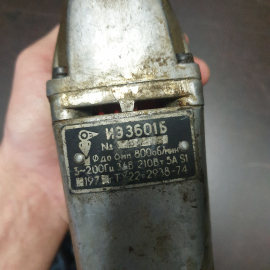 ИЭ3601Б
№
Ø до 6мм 800об/мин
3~200Гц 36В 210Вт 5А S1
197 ТУ22-2938-74